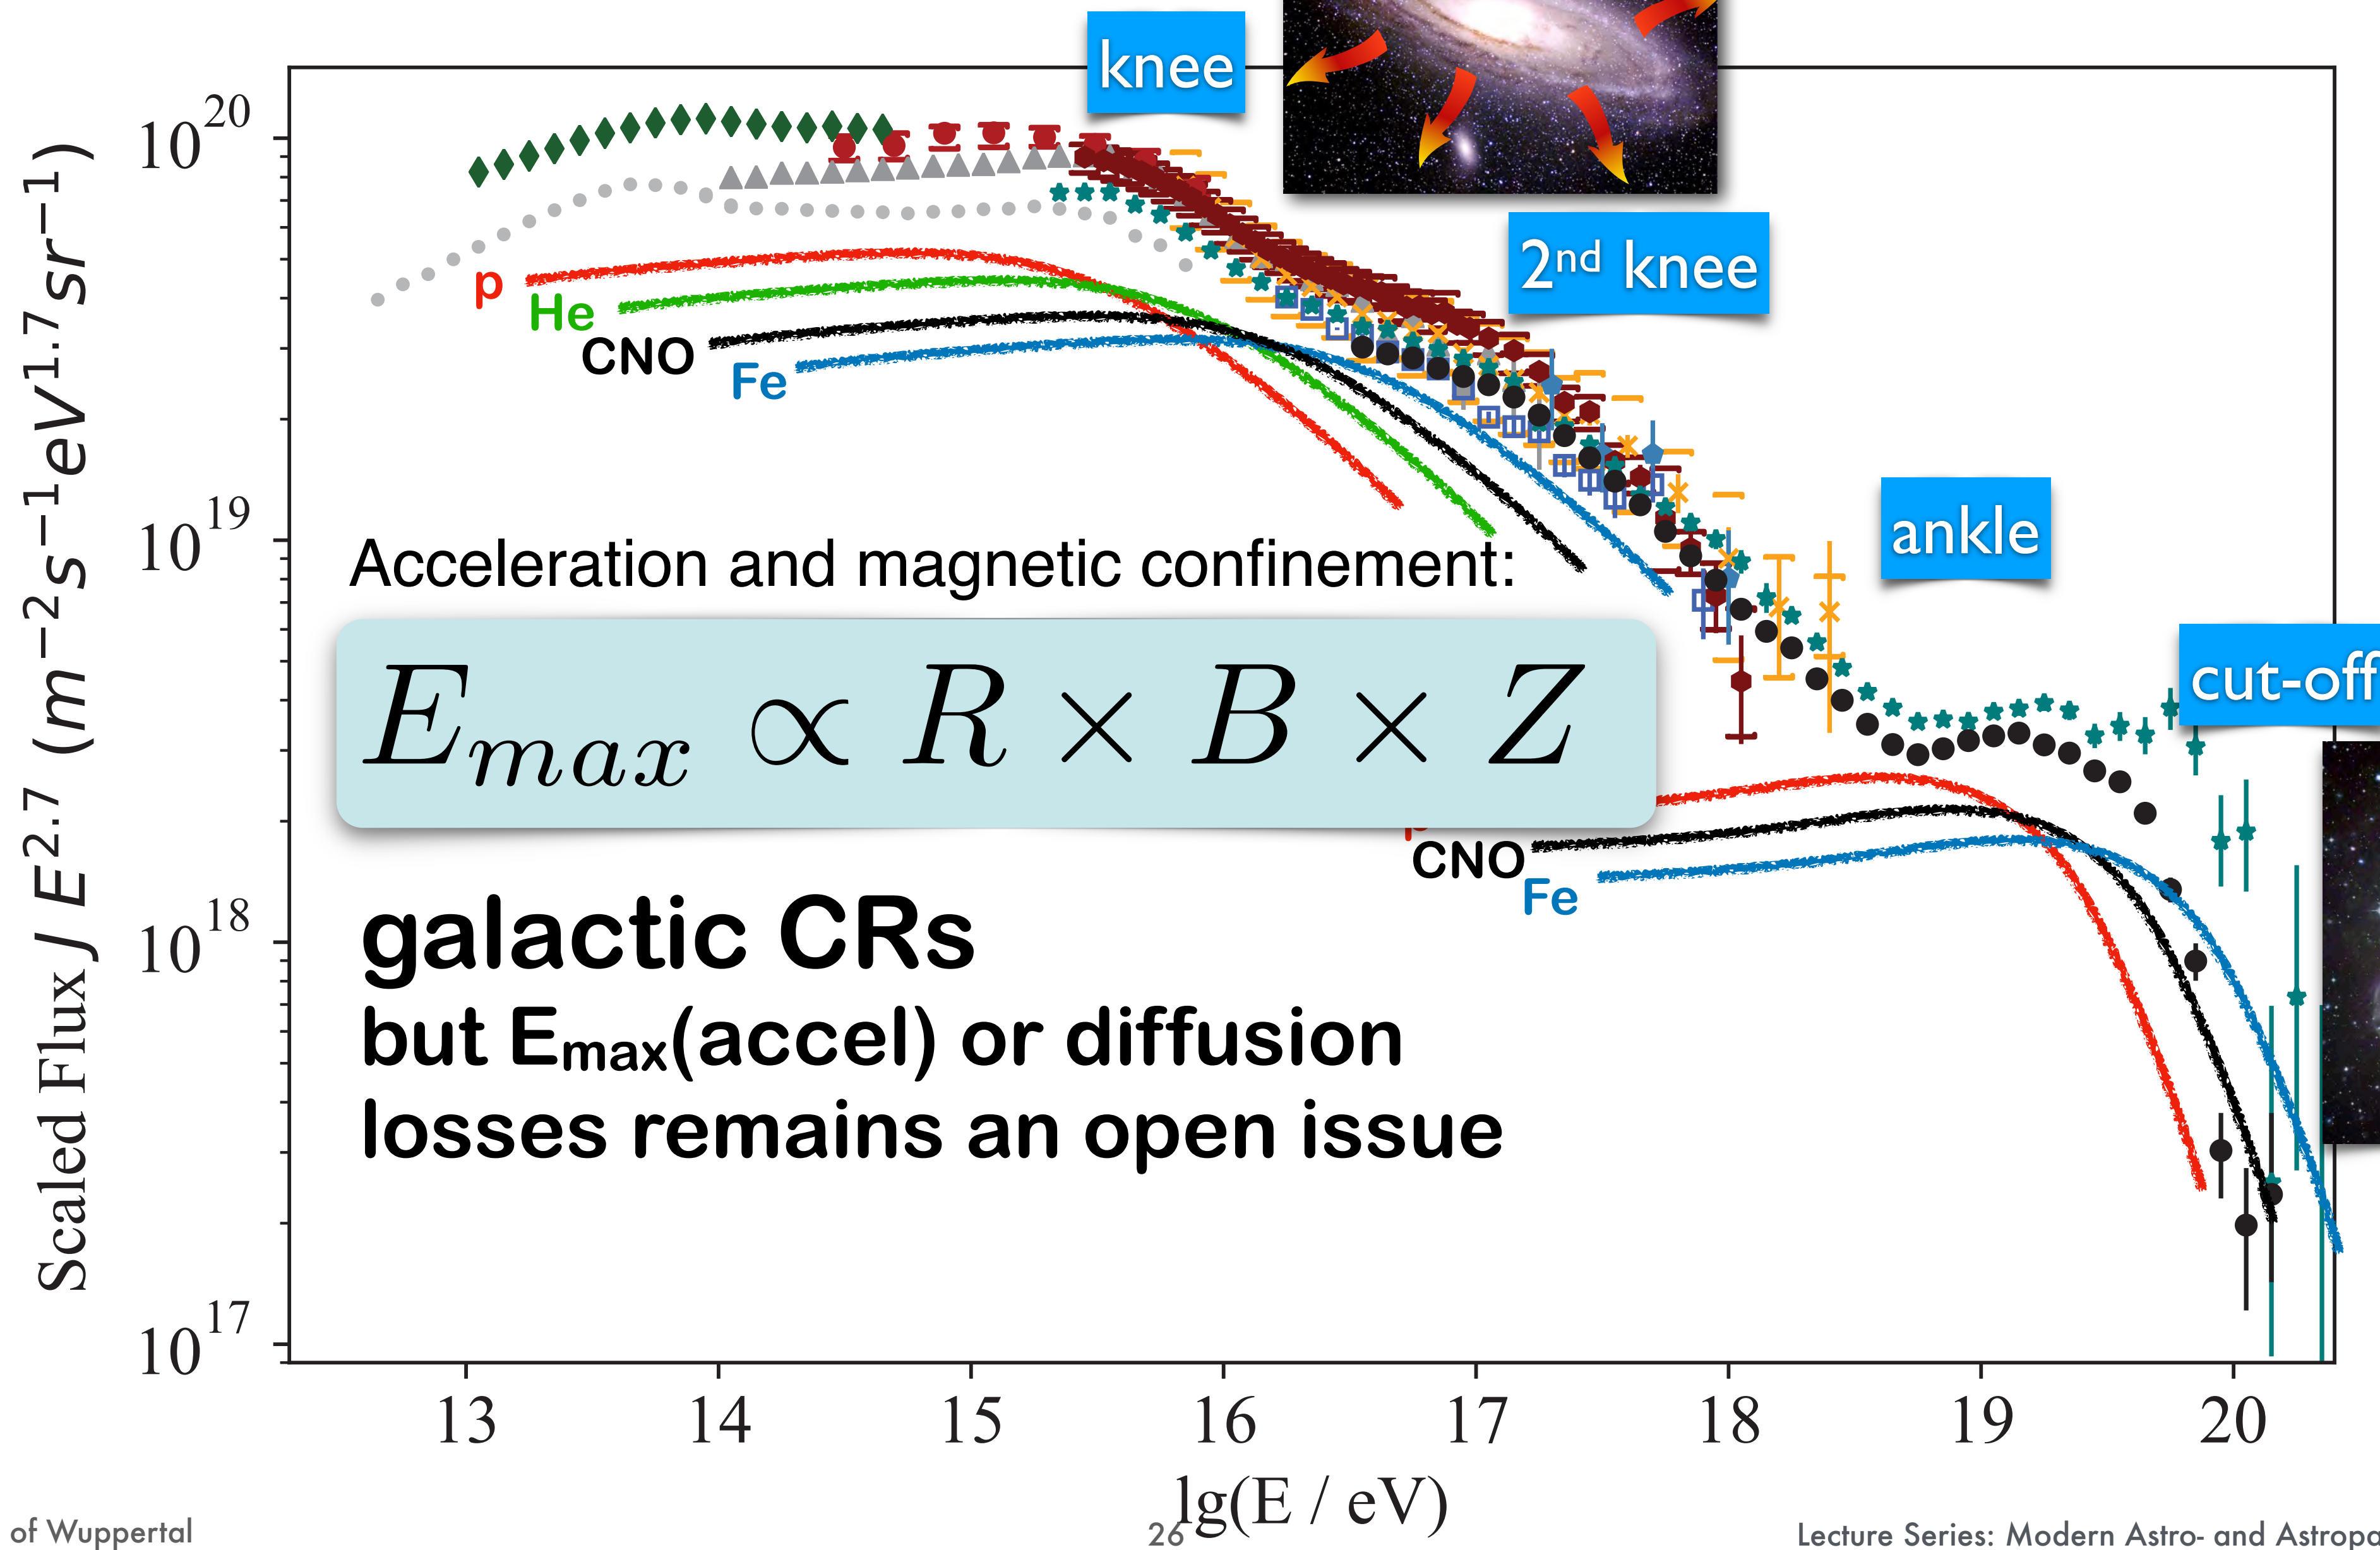 knee
2nd knee
ankle
cut-off
10^20
10^19
10^18
10^17
Scaled Flux J E^2.7 (m^−2 s^−1 eV^1.7 sr^−1)
p
He
CNO
Fe
Acceleration and magnetic confinement:
E_max ∝ R × B × Z
CNO
Fe
galactic CRs
but Emax(accel) or diffusion
losses remains an open issue
13 14 15 16 17 18 19 20
lg(E / eV)
of Wuppertal
26
Lecture Series: Modern Astro- and